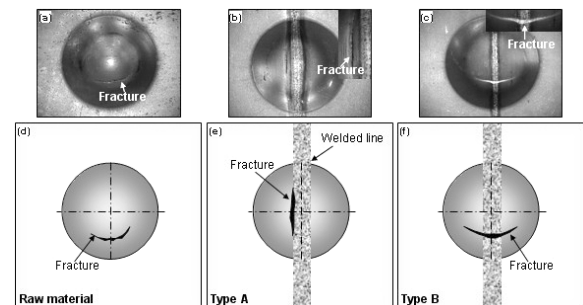 (a)
Fracture
(b)
Fracture
(c)
Fracture
(d)
Fracture
Raw material
(e)
Welded line
Fracture
Type A
(f)
Fracture
Type B